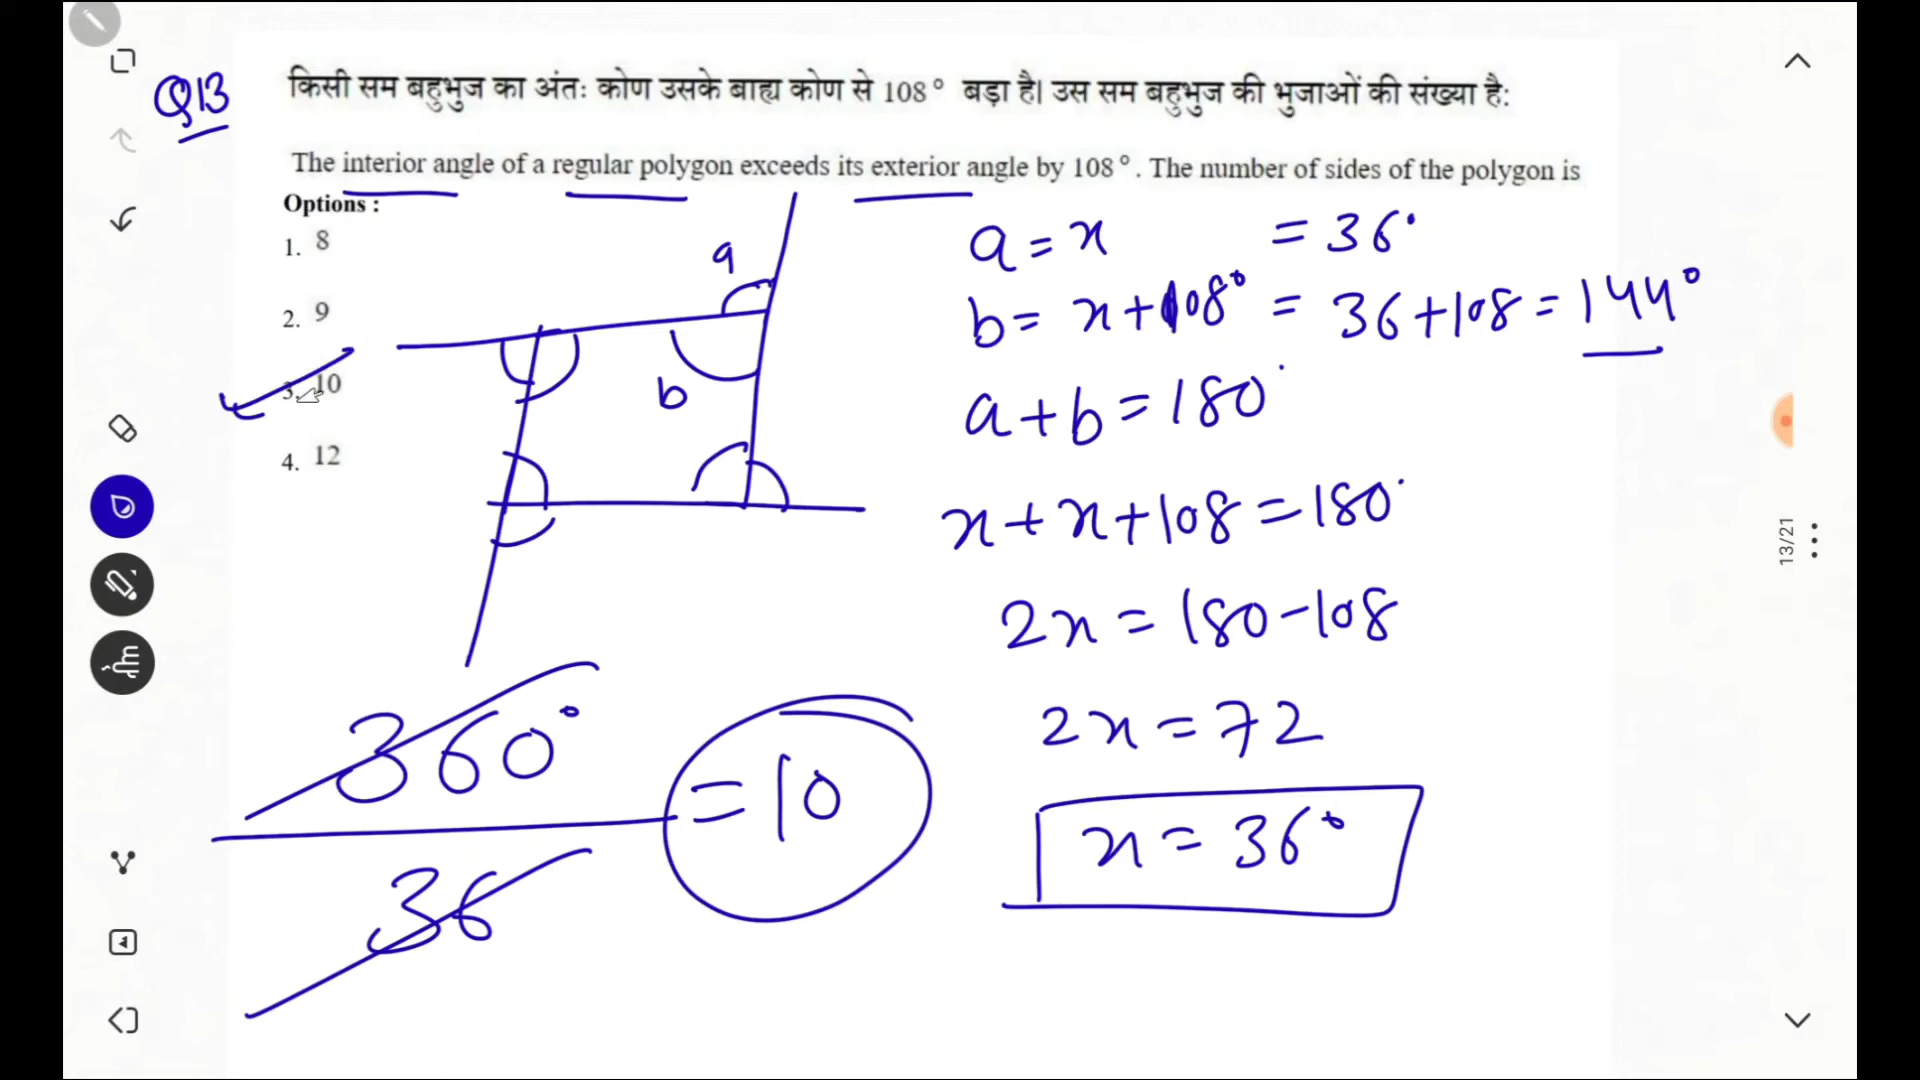 Q13
किसी सम बहुभुज का अंतः कोण उसके बाह्य कोण से 108° बड़ा है। उस सम बहुभुज की भुजाओं की संख्या है:
The interior angle of a regular polygon exceeds its exterior angle by 108°. The number of sides of the polygon is
Options :
1. 8
2. 9
3. 10
4. 12
a
b
a = x = 36°
b = x + 108° = 36 + 108 = 144°
a + b = 180°
x + x + 108 = 180°
2x = 180 - 108
2x = 72
x = 36°
360°
36
= 10
13/21